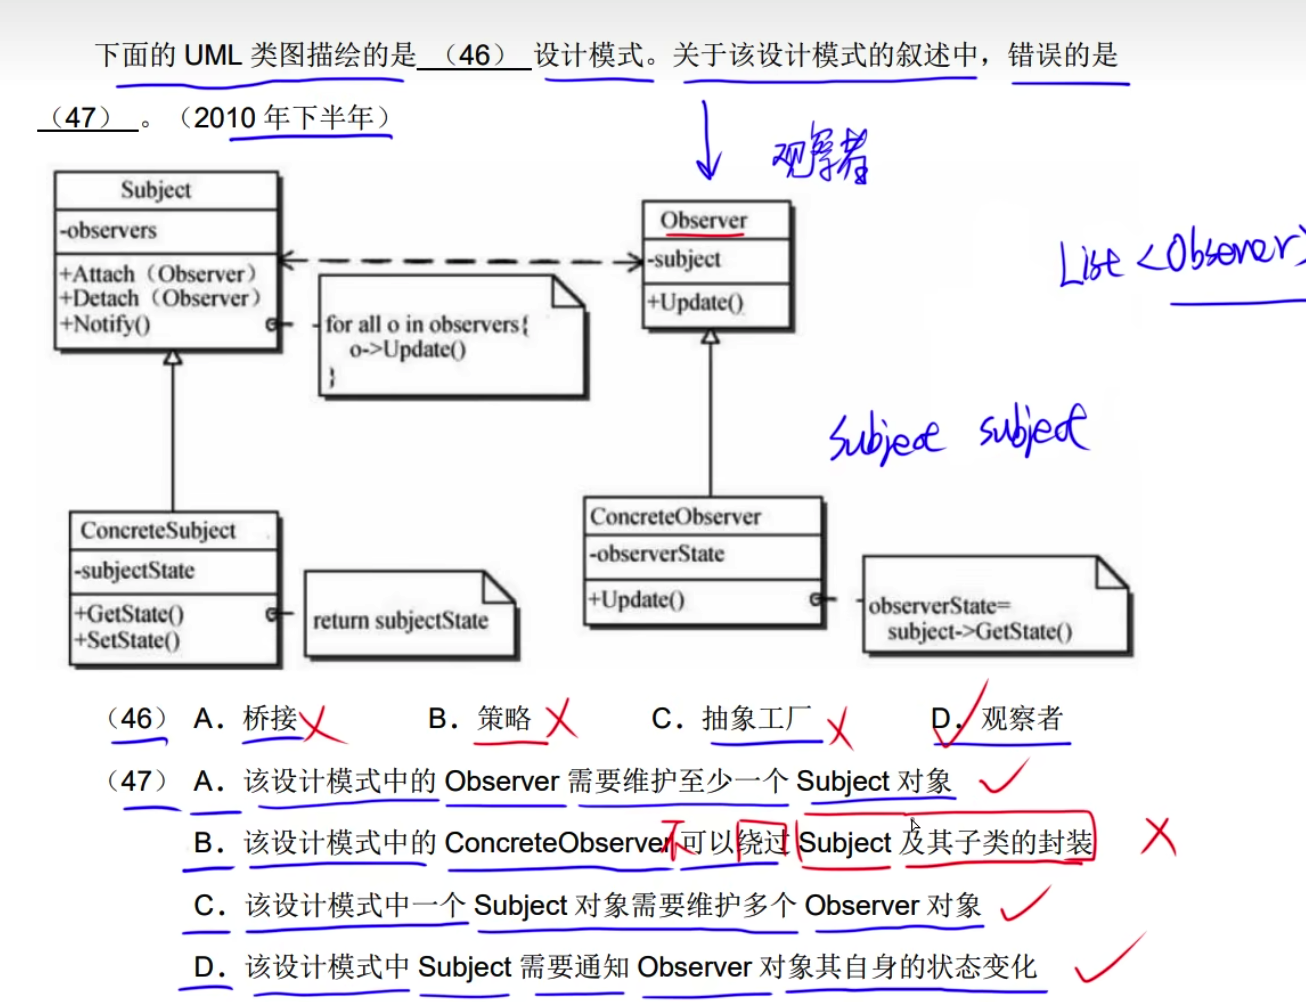 下面的 UML 类图描绘的是 （46） 设计模式。关于该设计模式的叙述中，错误的是
（47） 。（2010 年下半年）
观察者
Subject
-observers
+Attach（Observer）
+Detach（Observer）
+Notify()
for all o in observers{
o->Update()
}
Observer
-subject
+Update()
List <Observer>
Subject subject
ConcreteSubject
-subjectState
+GetState()
+SetState()
return subjectState
ConcreteObserver
-observerState
+Update()
observerState=
subject->GetState()
（46） A．桥接 B．策略 C．抽象工厂 D．观察者
（47） A．该设计模式中的 Observer 需要维护至少一个 Subject 对象
B．该设计模式中的 ConcreteObserver 不可以绕过 Subject 及其子类的封装
C．该设计模式中一个 Subject 对象需要维护多个 Observer 对象
D．该设计模式中 Subject 需要通知 Observer 对象其自身的状态变化